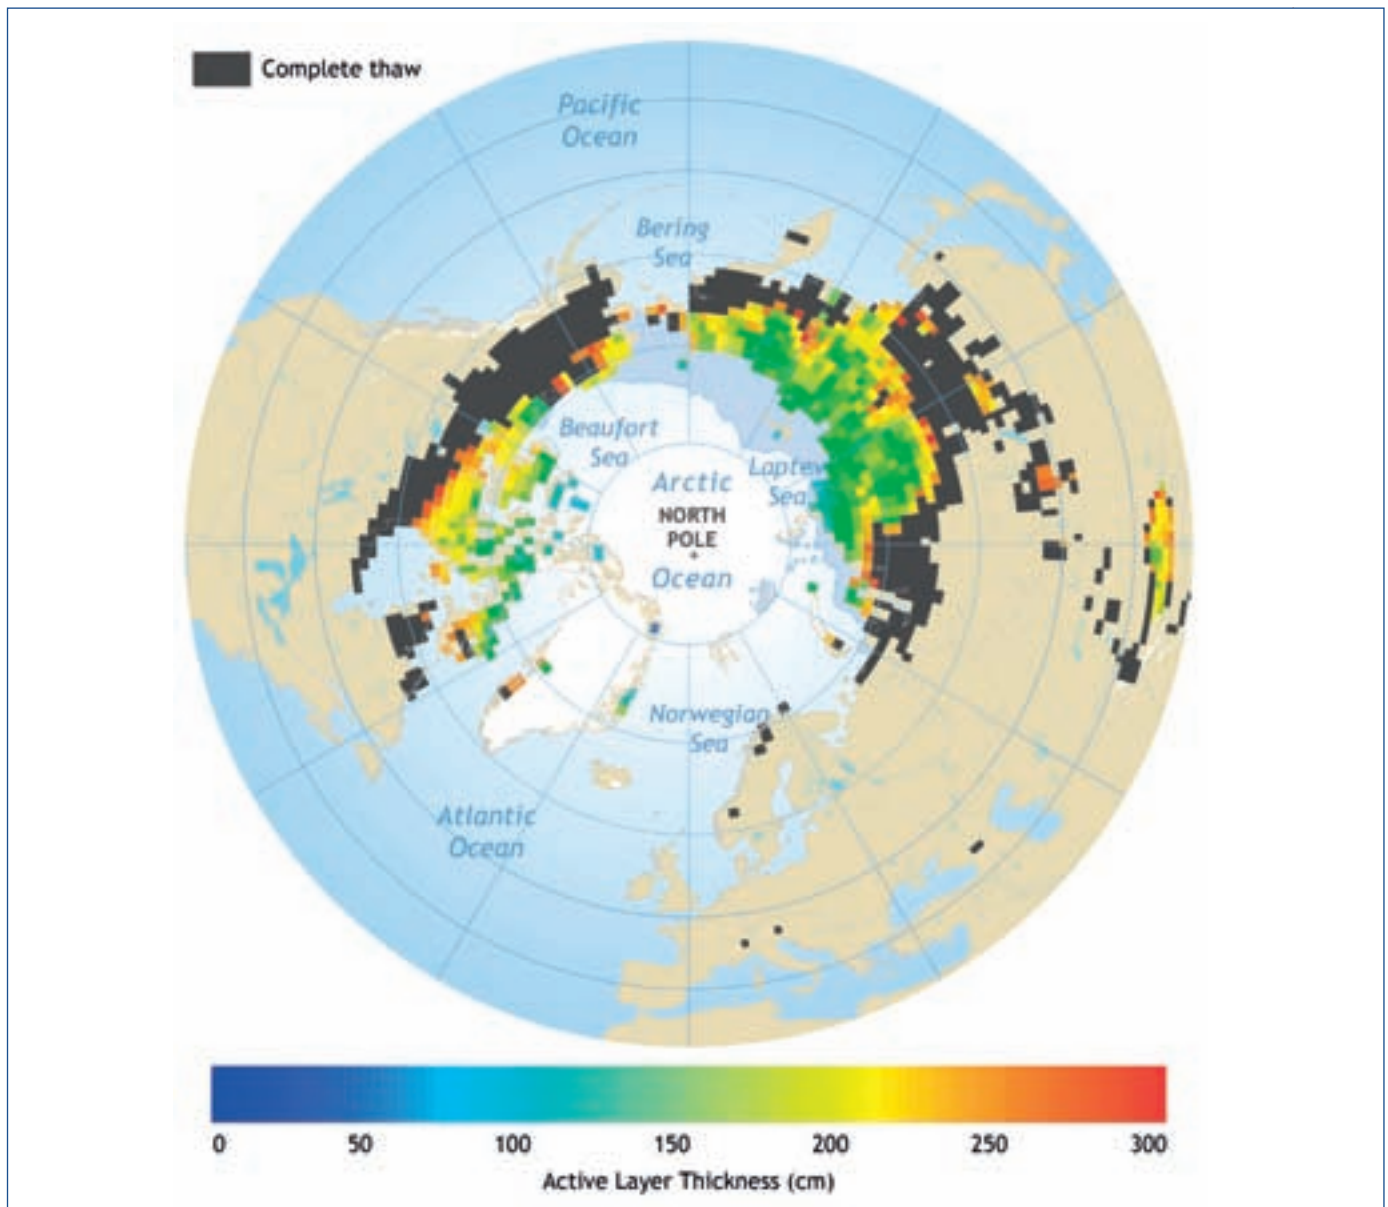 Complete thaw
Pacific
Ocean
Bering
Sea
Beaufort
Sea
Laptev
Sea
Arctic
NORTH
POLE
+
Ocean
Norwegian
Sea
Atlantic
Ocean
0 50 100 150 200 250 300
Active Layer Thickness (cm)